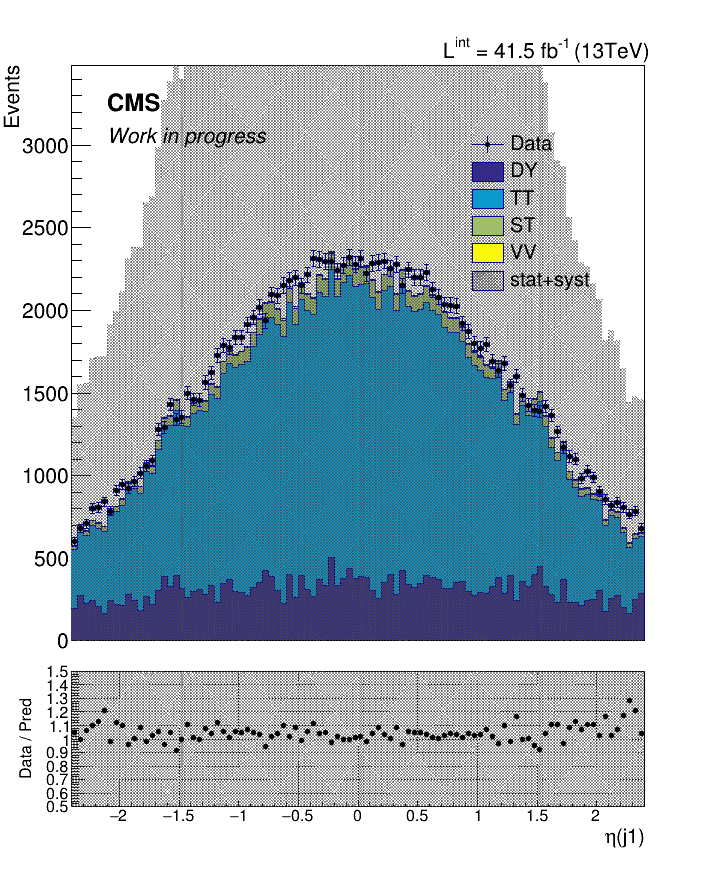 L^int = 41.5 fb^-1 (13TeV)
Events
CMS
Work in progress
Data
DY
TT
ST
VV
stat+syst
3000
2500
2000
1500
1000
500
0
Data / Pred
1.5
1.4
1.3
1.2
1.1
1
0.9
0.8
0.7
0.6
0.5
−2 −1.5 −1 −0.5 0 0.5 1 1.5 2
η(j1)